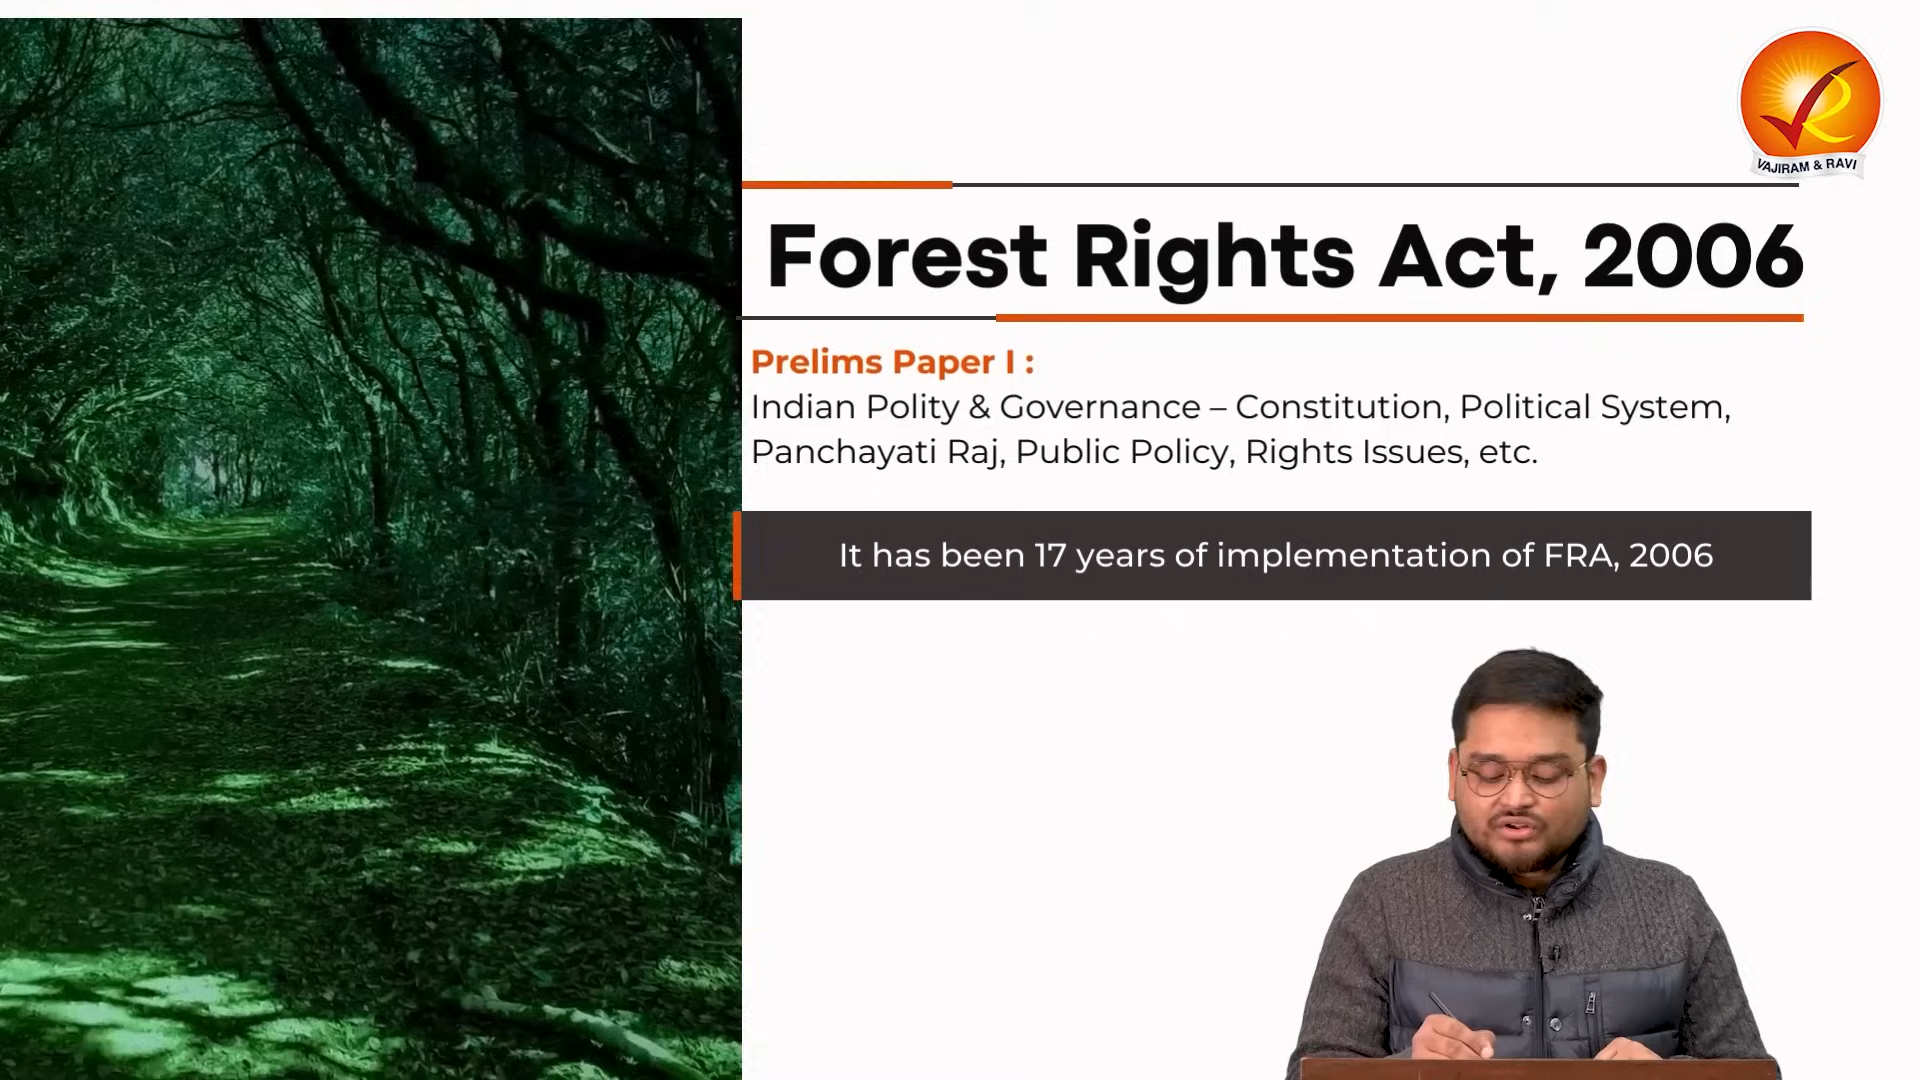 VAJIRAM & RAVI
Forest Rights Act, 2006
Prelims Paper I :
Indian Polity & Governance – Constitution, Political System,
Panchayati Raj, Public Policy, Rights Issues, etc.
It has been 17 years of implementation of FRA, 2006